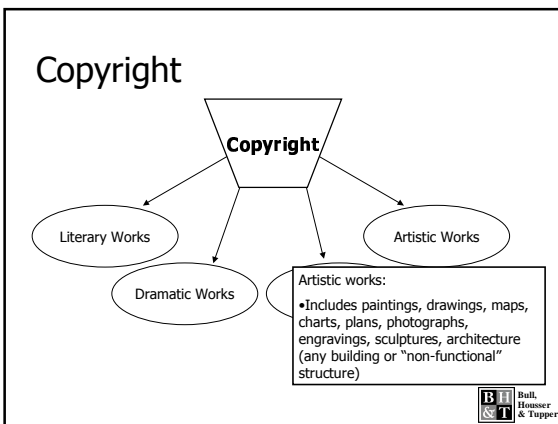 Copyright
Copyright
Literary Works
Artistic Works
Dramatic Works
Artistic works:
•Includes paintings, drawings, maps,
charts, plans, photographs,
engravings, sculptures, architecture
(any building or “non-functional”
structure)
BH
&T
Bull,
Housser
& Tupper